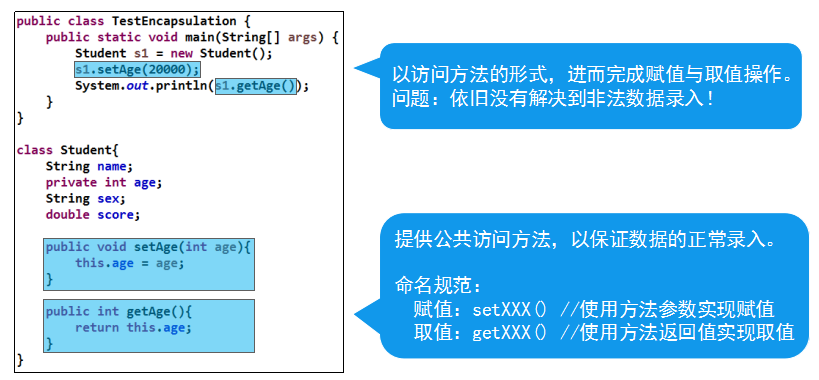 public class TestEncapsulation {
public static void main(String[] args) {
Student s1 = new Student();
s1.setAge(20000);
System.out.println(s1.getAge());
}
}
class Student{
String name;
private int age;
String sex;
double score;
public void setAge(int age){
this.age = age;
}
public int getAge(){
return this.age;
}
}
以访问方法的形式，进而完成赋值与取值操作。
问题：依旧没有解决到非法数据录入！
提供公共访问方法，以保证数据的正常录入。
命名规范：
赋值：setXXX() //使用方法参数实现赋值
取值：getXXX() //使用方法返回值实现取值